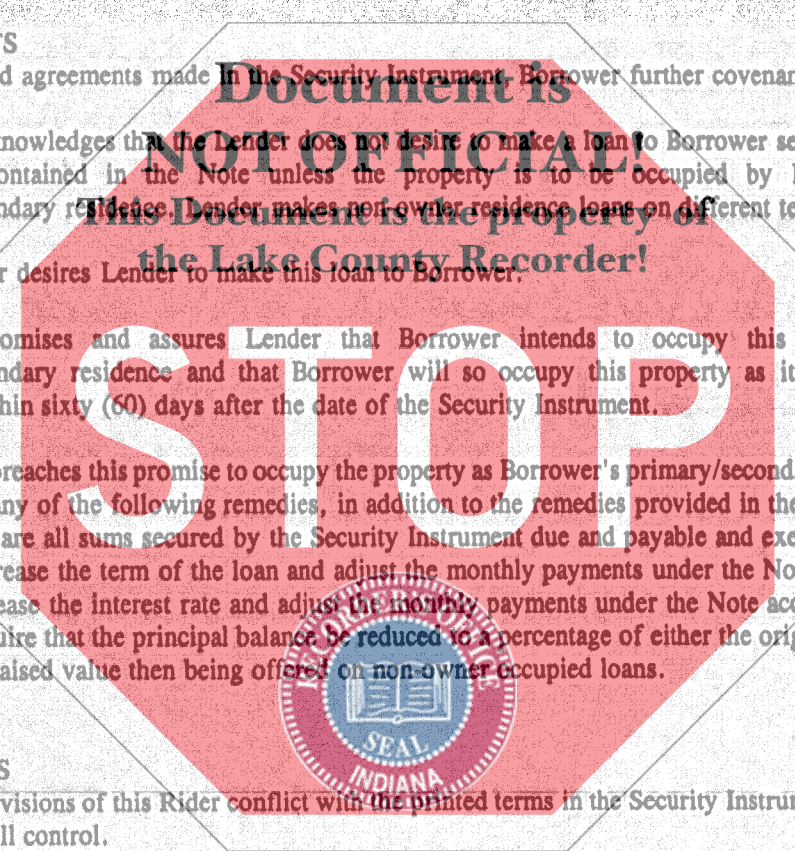 TS
d agreements made in the Security Instrument, Borrower further covenan
Document is
nowledges that the Lender does not desire to make a loan to Borrower se
NOT OFFICIAL!
ontained in the Note unless the property is to be occupied by
ndary residence. Lender makes non-owner residence loans on different te
This Document is the property of
the Lake County Recorder!
r desires Lender to make this loan to Borrower.
omises and assures Lender that Borrower intends to occupy this
ndary residence and that Borrower will so occupy this property as it
thin sixty (60) days after the date of the Security Instrument.
STOP
breaches this promise to occupy the property as Borrower's primary/second
any of the following remedies, in addition to the remedies provided in the
are all sums secured by the Security Instrument due and payable and exe
rease the term of the loan and adjust the monthly payments under the No
ease the interest rate and adjust the monthly payments under the Note acc
uire that the principal balance be reduced to a percentage of either the orig
raised value then being offered on non-owner occupied loans.
RECORDER'S OFFICE
SEAL
INDIANA
S
visions of this Rider conflict with the printed terms in the Security Instru
ll control.